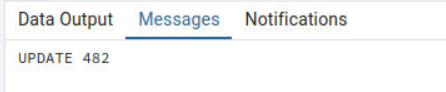 Data Output Messages Notifications
UPDATE 482